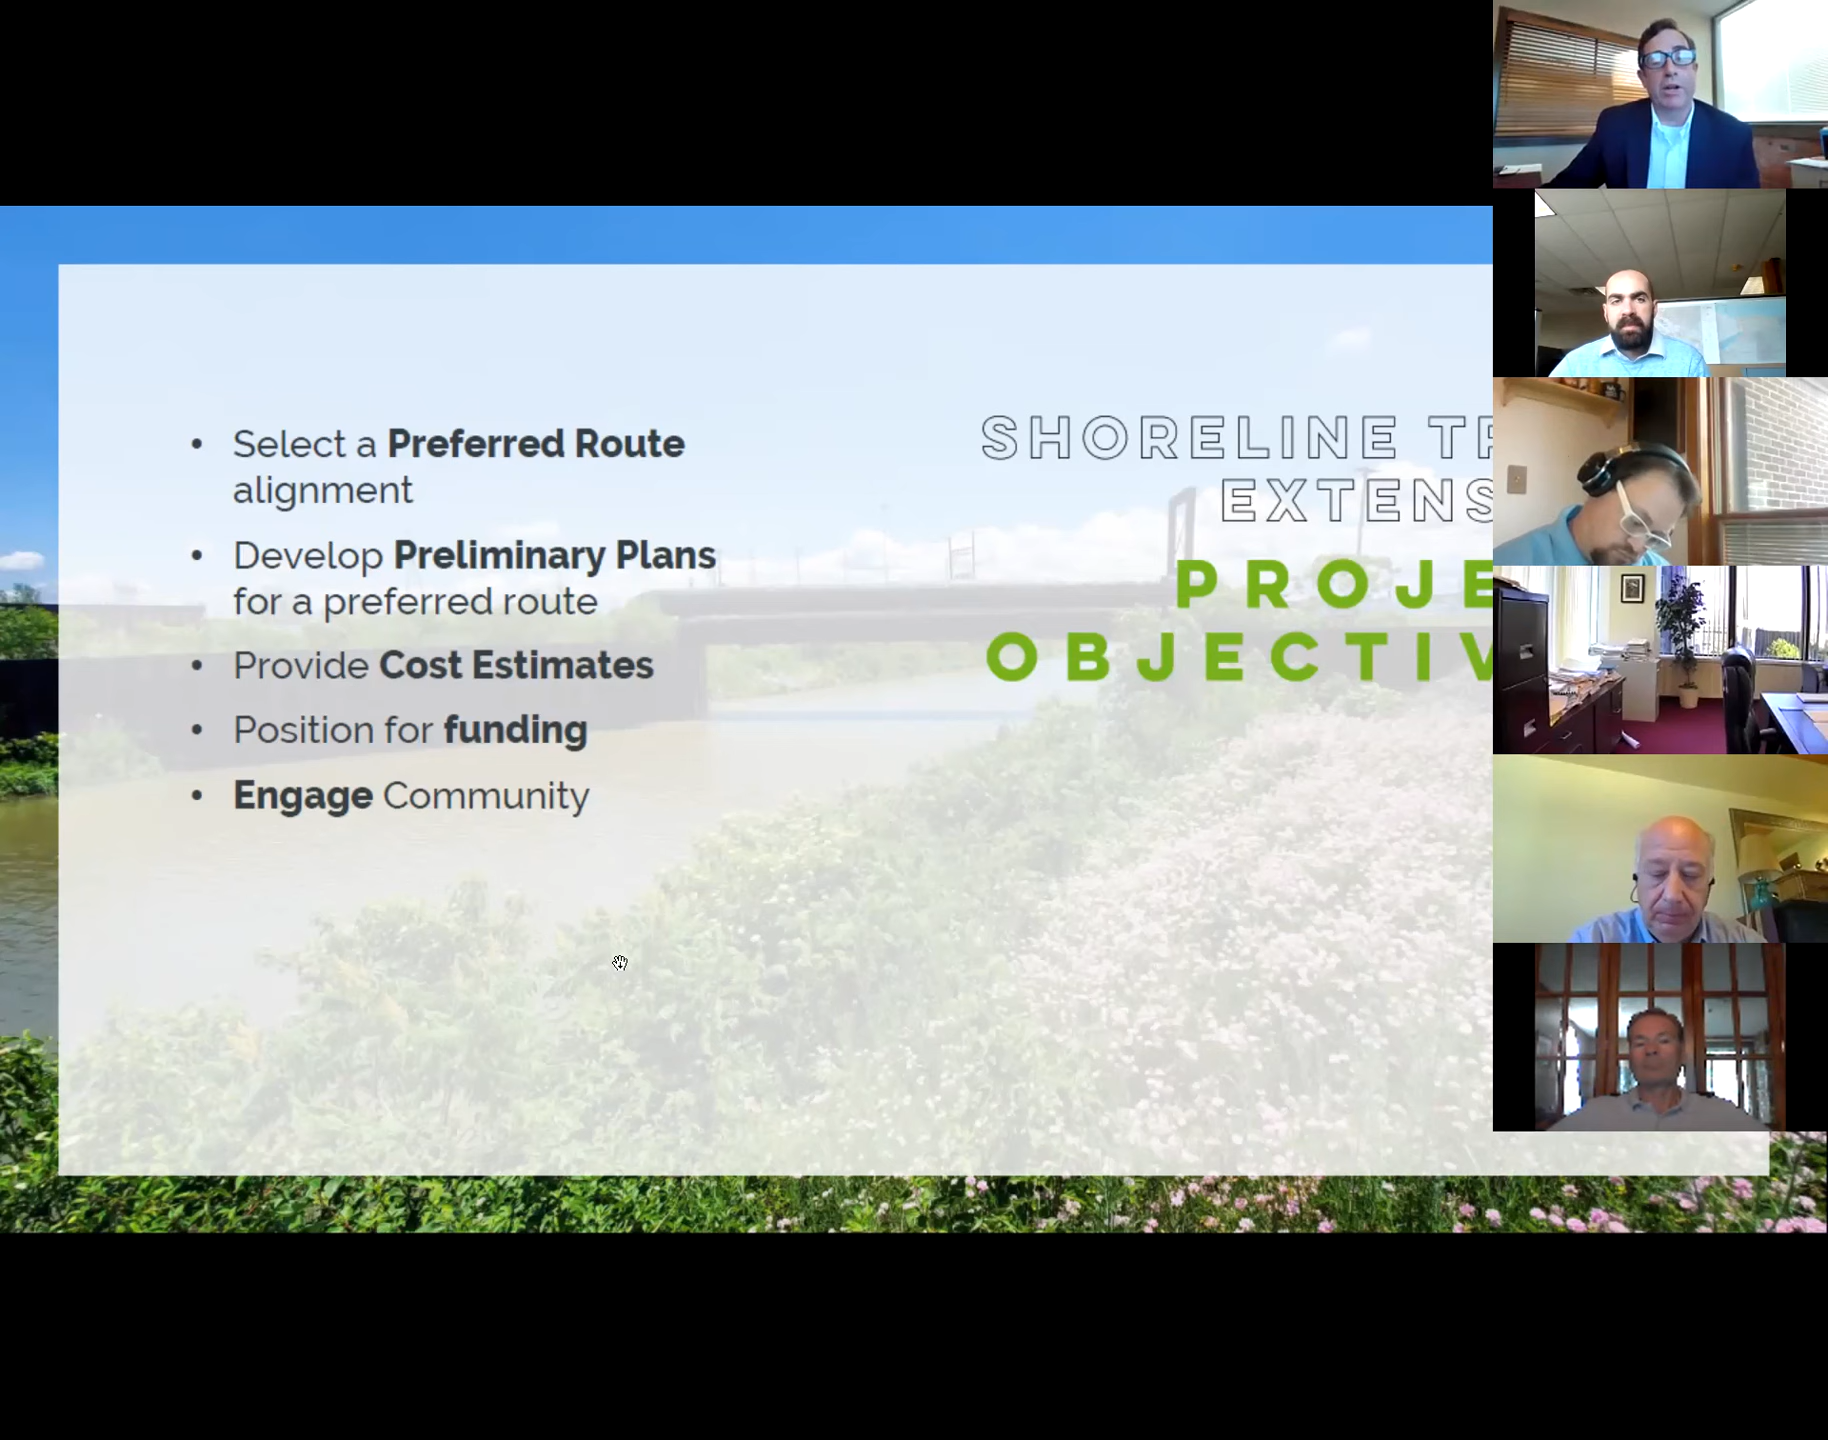 • Select a Preferred Route
alignment
• Develop Preliminary Plans
for a preferred route
• Provide Cost Estimates
• Position for funding
• Engage Community
SHORELINE TR
EXTENS
PROJE
OBJECTIV